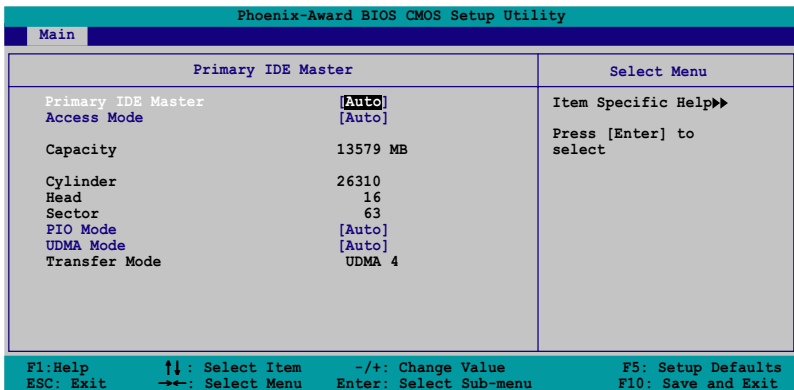 Phoenix-Award BIOS CMOS Setup Utility
Main
Primary IDE Master
Select Menu
Primary IDE Master [Auto]
Access Mode [Auto]
Capacity 13579 MB
Cylinder 26310
Head 16
Sector 63
PIO Mode [Auto]
UDMA Mode [Auto]
Transfer Mode UDMA 4
Item Specific Help▸▸
Press [Enter] to
select
F1:Help ↑↓ : Select Item -/+: Change Value F5: Setup Defaults
ESC: Exit →←: Select Menu Enter: Select Sub-menu F10: Save and Exit